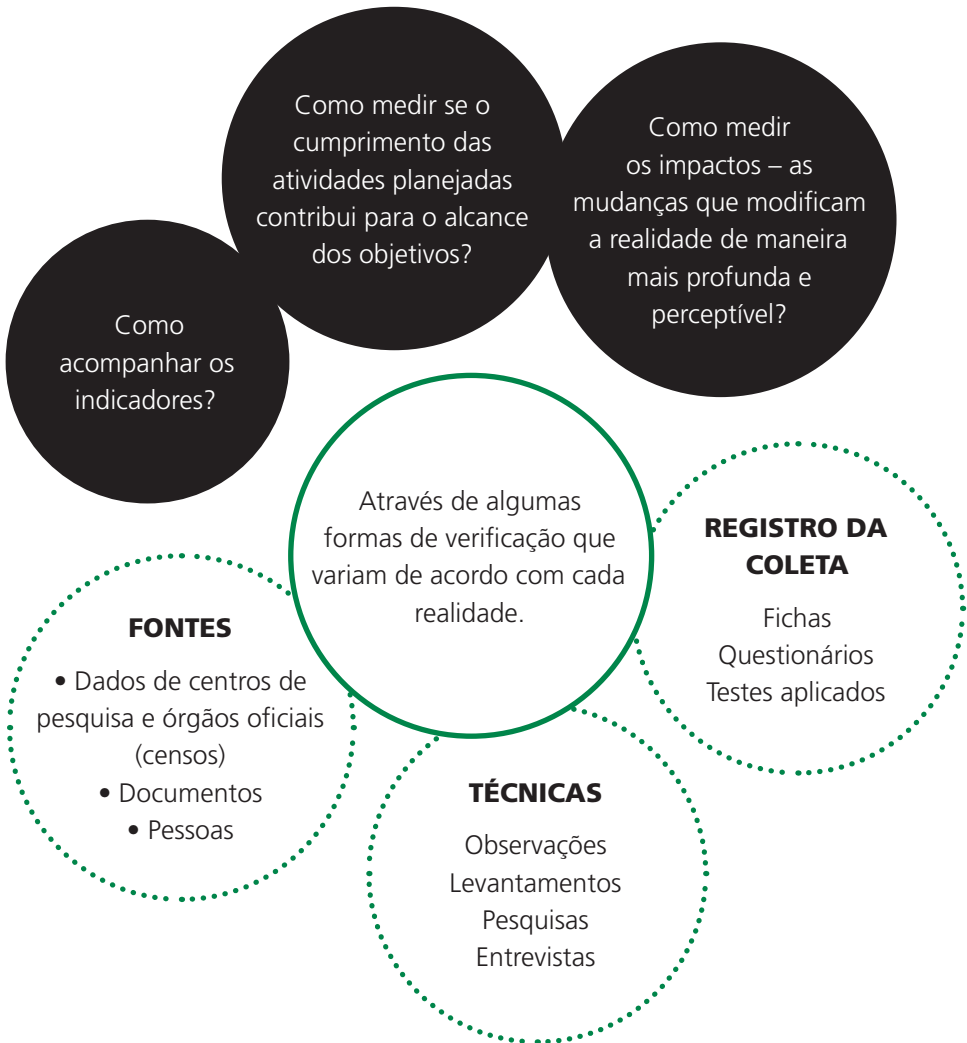 Como medir se o
cumprimento das
atividades planejadas
contribui para o alcance
dos objetivos?
Como medir
os impactos – as
mudanças que modificam
a realidade de maneira
mais profunda e
perceptível?
Como
acompanhar os
indicadores?
Através de algumas
formas de verificação que
variam de acordo com cada
realidade.
REGISTRO DA
COLETA
Fichas
Questionários
Testes aplicados
FONTES
• Dados de centros de
pesquisa e órgãos oficiais
(censos)
• Documentos
• Pessoas
TÉCNICAS
Observações
Levantamentos
Pesquisas
Entrevistas